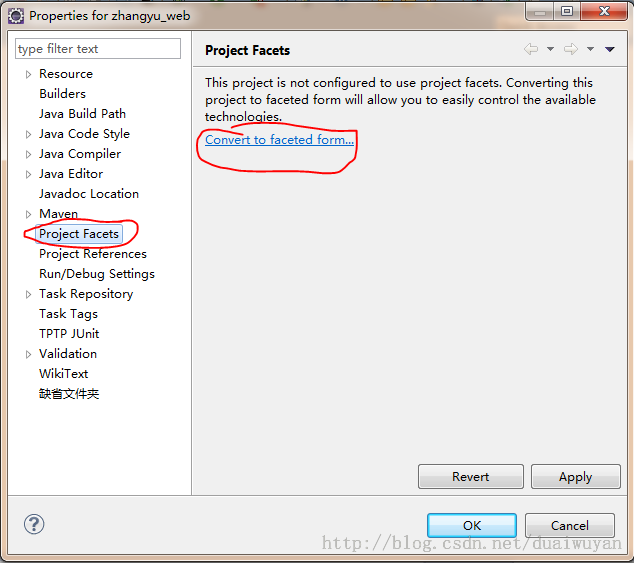 Properties for zhangyu_web
type filter text
Resource
Builders
Java Build Path
Java Code Style
Java Compiler
Java Editor
Javadoc Location
Maven
Project Facets
Project References
Run/Debug Settings
Task Repository
Task Tags
TPTP JUnit
Validation
WikiText
缺省文件夹
Project Facets
This project is not configured to use project facets. Converting this
project to faceted form will allow you to easily control the available
technologies.
Convert to faceted form...
Revert
Apply
?
OK
Cancel
http://blog.csdn.net/duaiwuyan